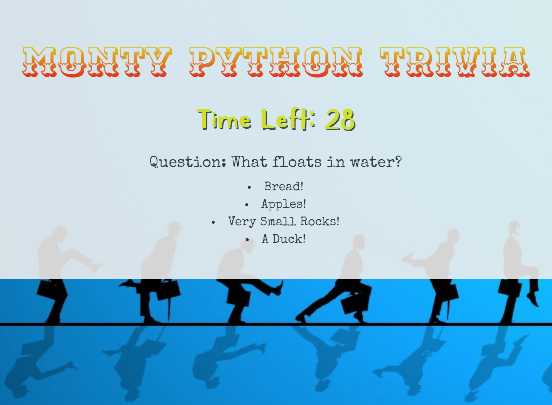 MONTY PYTHON TRIVIA
Time Left: 28
Question: What floats in water?
• Bread!
• Apples!
• Very Small Rocks!
• A Duck!